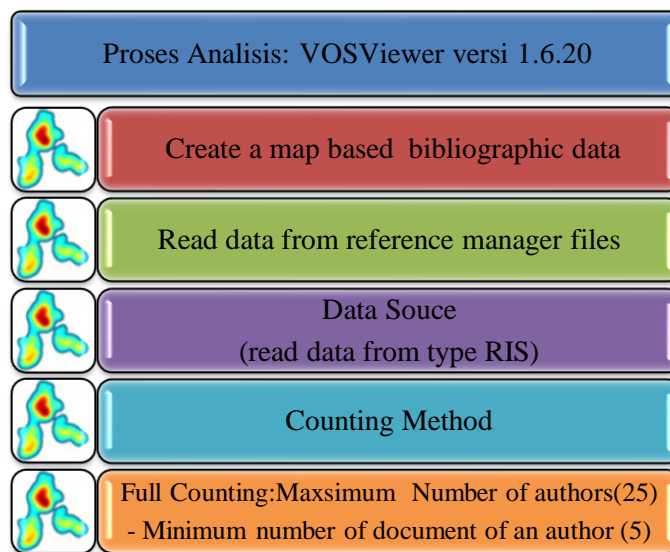 Proses Analisis: VOSViewer versi 1.6.20
Create a map based bibliographic data
Read data from reference manager files
Data Souce
(read data from type RIS)
Counting Method
Full Counting:Maxsimum Number of authors(25)
- Minimum number of document of an author (5)